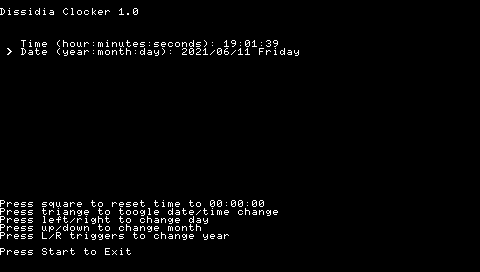 Dissidia Clocker 1.0
Time (hour:minutes:seconds): 19:01:39
> Date (year:month:day): 2021/06/11 Friday
Press square to reset time to 00:00:00
Press triange to toogle date/time change
Press left/right to change day
Press up/down to change month
Press L/R triggers to change year
Press Start to Exit